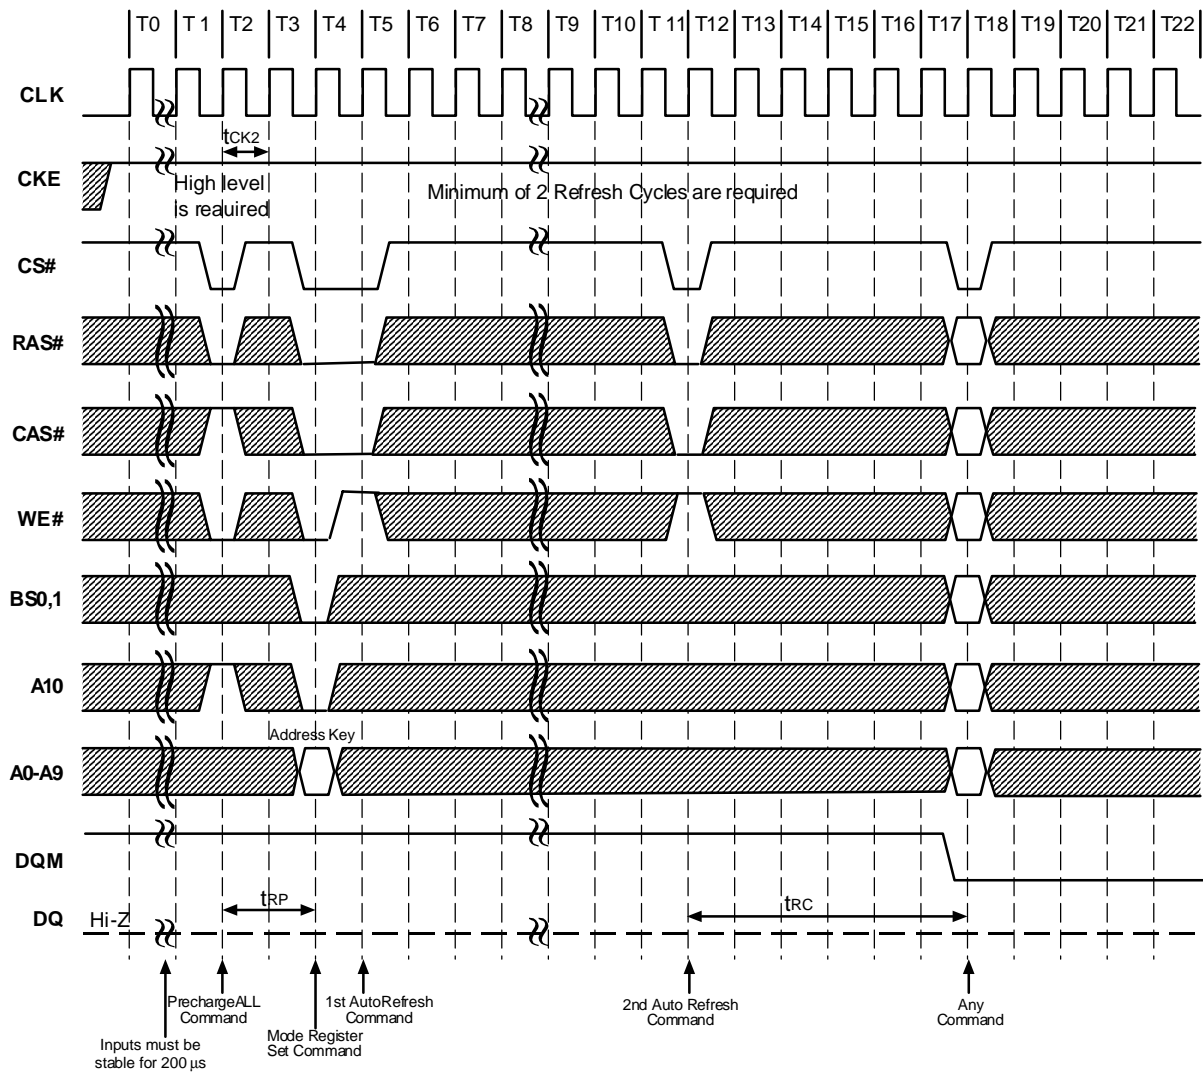 T0 T 1 T2 T3 T4 T5 T6 T7 T8 T9 T10 T 11 T12 T13 T14 T15 T16 T17 T18 T19 T20 T21 T22
CLK
tCK2
CKE
High level
is reauired
Minimum of 2 Refresh Cycles are required
CS#
RAS#
CAS#
WE#
BS0,1
A10
Address Key
A0-A9
DQM
tRP
tRC
DQ
Hi-Z
PrechargeALL
Command
1st AutoRefresh
Command
2nd Auto Refresh
Command
Any
Command
Mode Register
Set Command
Inputs must be
stable for 200 µs